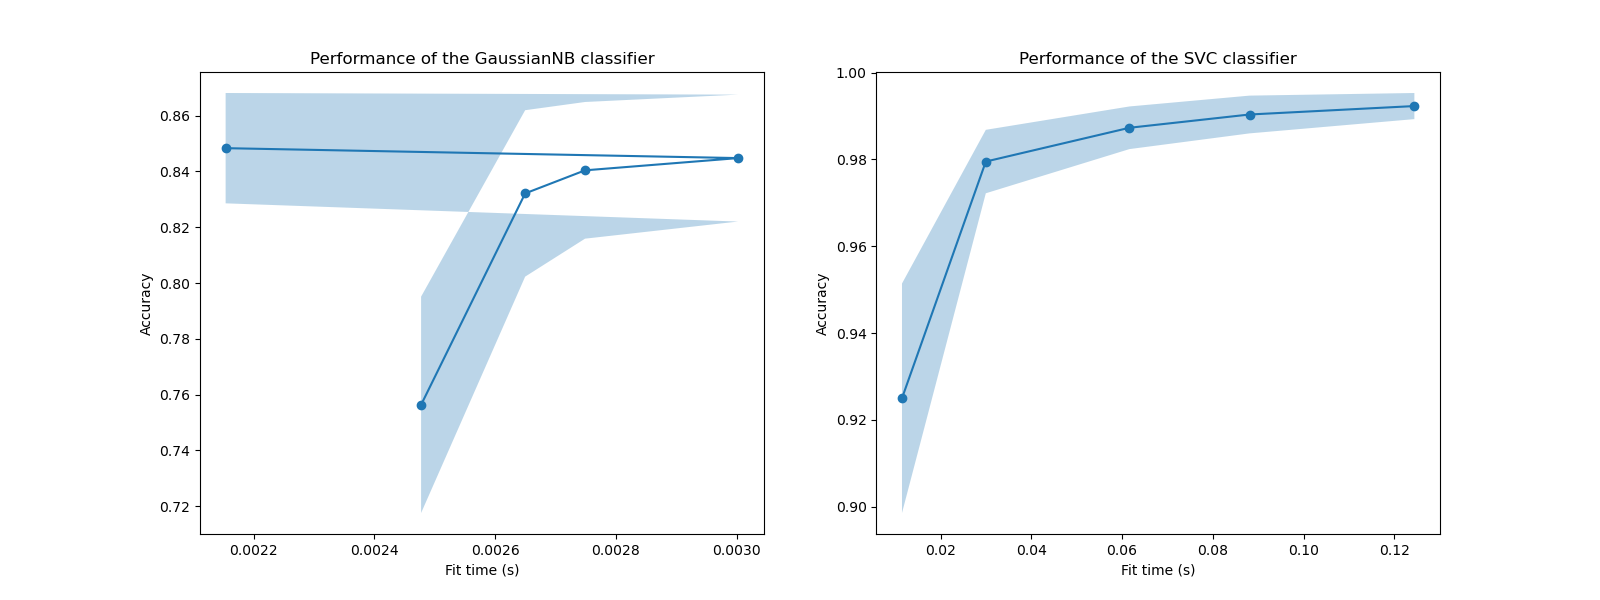 Performance of the GaussianNB classifier
0.86
0.84
0.82
0.80
0.78
0.76
0.74
0.72
Accuracy
0.0022 0.0024 0.0026 0.0028 0.0030
Fit time (s)
Performance of the SVC classifier
1.00
0.98
0.96
0.94
0.92
0.90
Accuracy
0.02 0.04 0.06 0.08 0.10 0.12
Fit time (s)